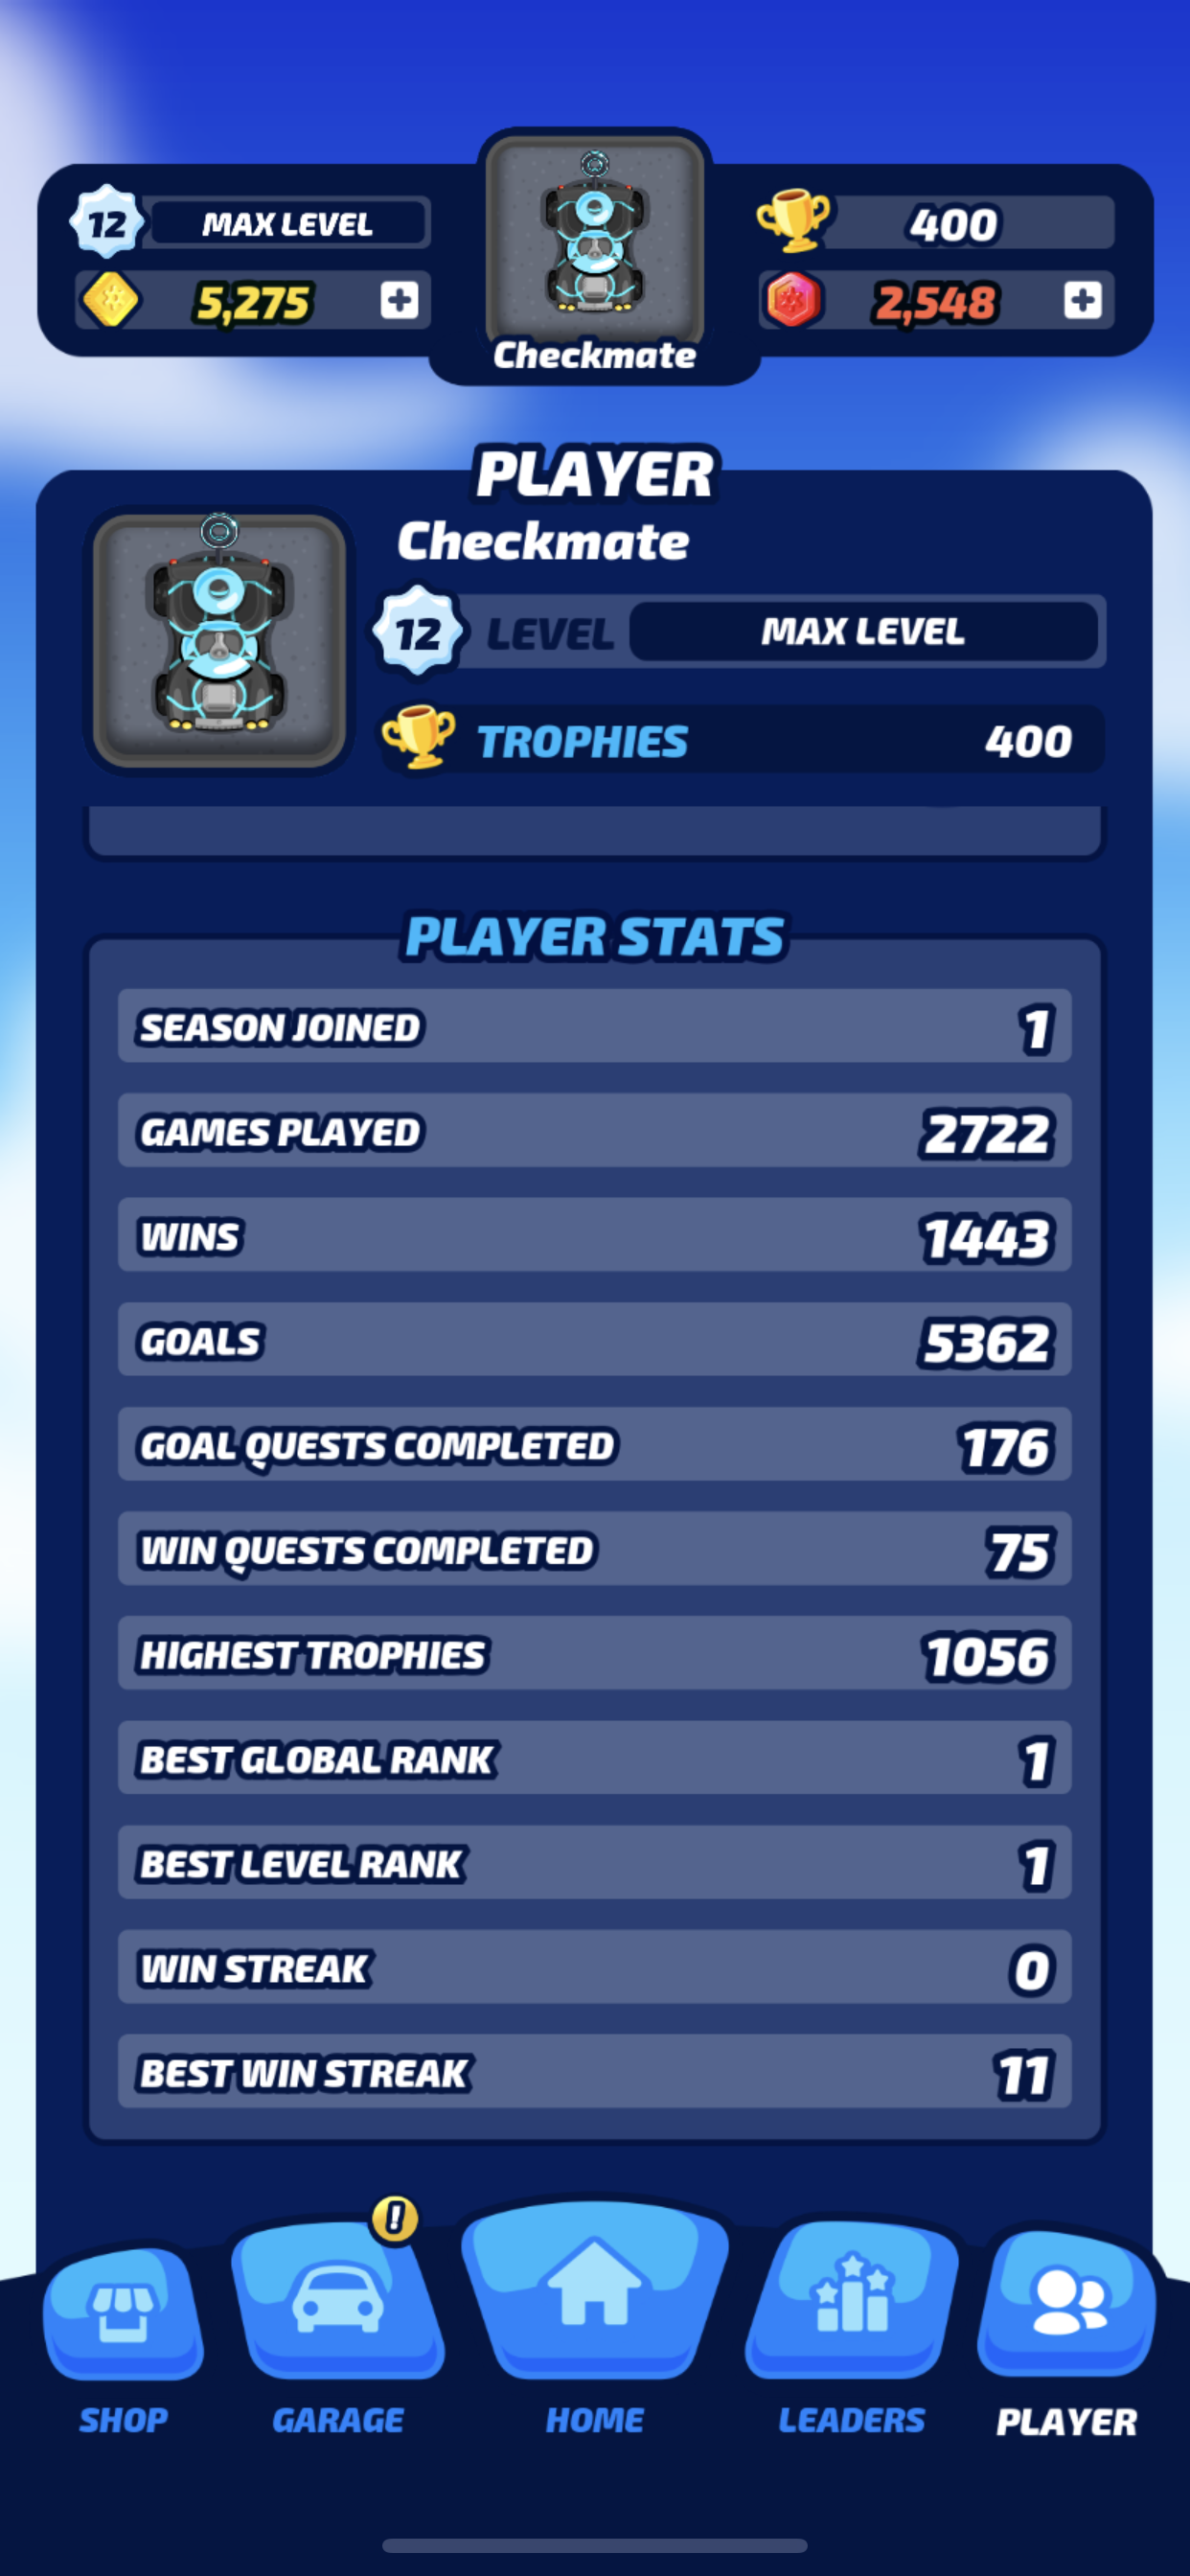 12 MAX LEVEL
400
5,275
2,548
Checkmate
PLAYER
Checkmate
12 LEVEL MAX LEVEL
TROPHIES 400
PLAYER STATS
SEASON JOINED 1
GAMES PLAYED 2722
WINS 1443
GOALS 5362
GOAL QUESTS COMPLETED 176
WIN QUESTS COMPLETED 75
HIGHEST TROPHIES 1056
BEST GLOBAL RANK 1
BEST LEVEL RANK 1
WIN STREAK 0
BEST WIN STREAK 11
!
SHOP GARAGE HOME LEADERS PLAYER